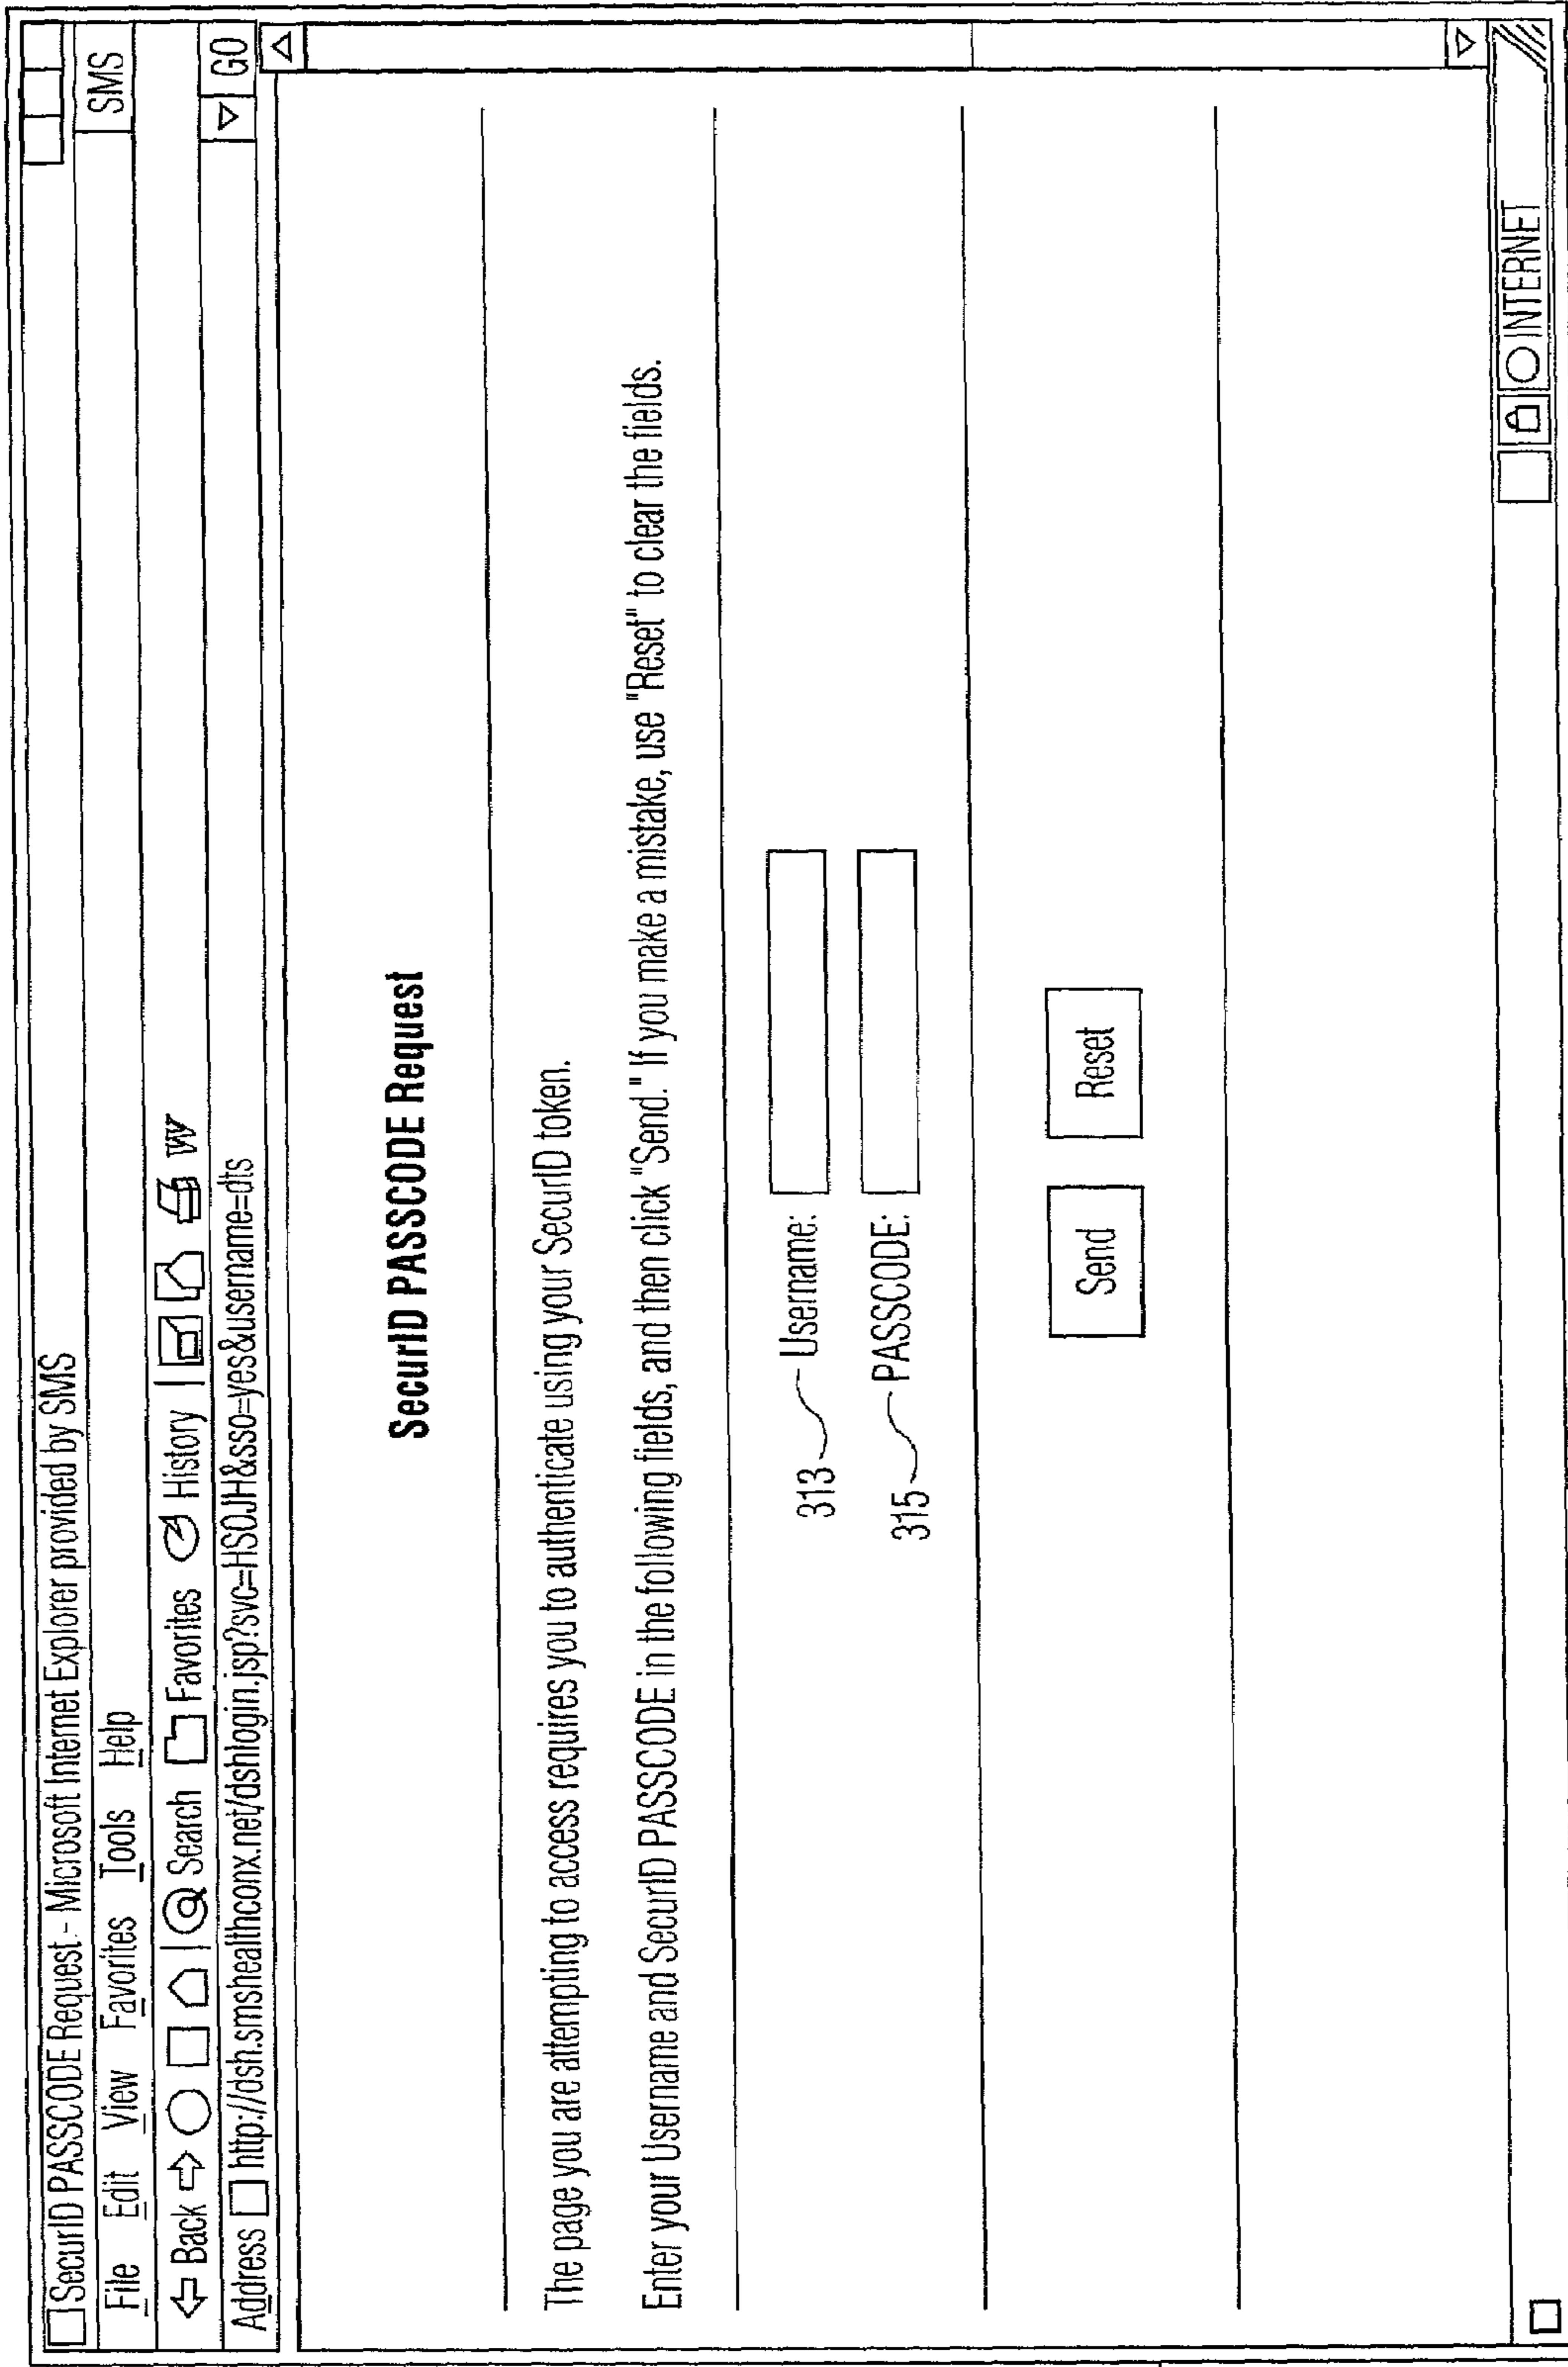 SecurID PASSCODE Request - Microsoft Internet Explorer provided by SMS
File Edit View Favorites Tools Help SMS
Back Search Favorites History W
Address http://dsh.smshealthconx.net/dshlogin.jsp?svc=HSOJH&sso=yes&username=dts GO
SecurID PASSCODE Request
The page you are attempting to access requires you to authenticate using your SecurID token.
Enter your Username and SecurID PASSCODE in the following fields, and then click "Send." If you make a mistake, use "Reset" to clear the fields.
313 Username:
315 PASSCODE:
Send Reset
INTERNET